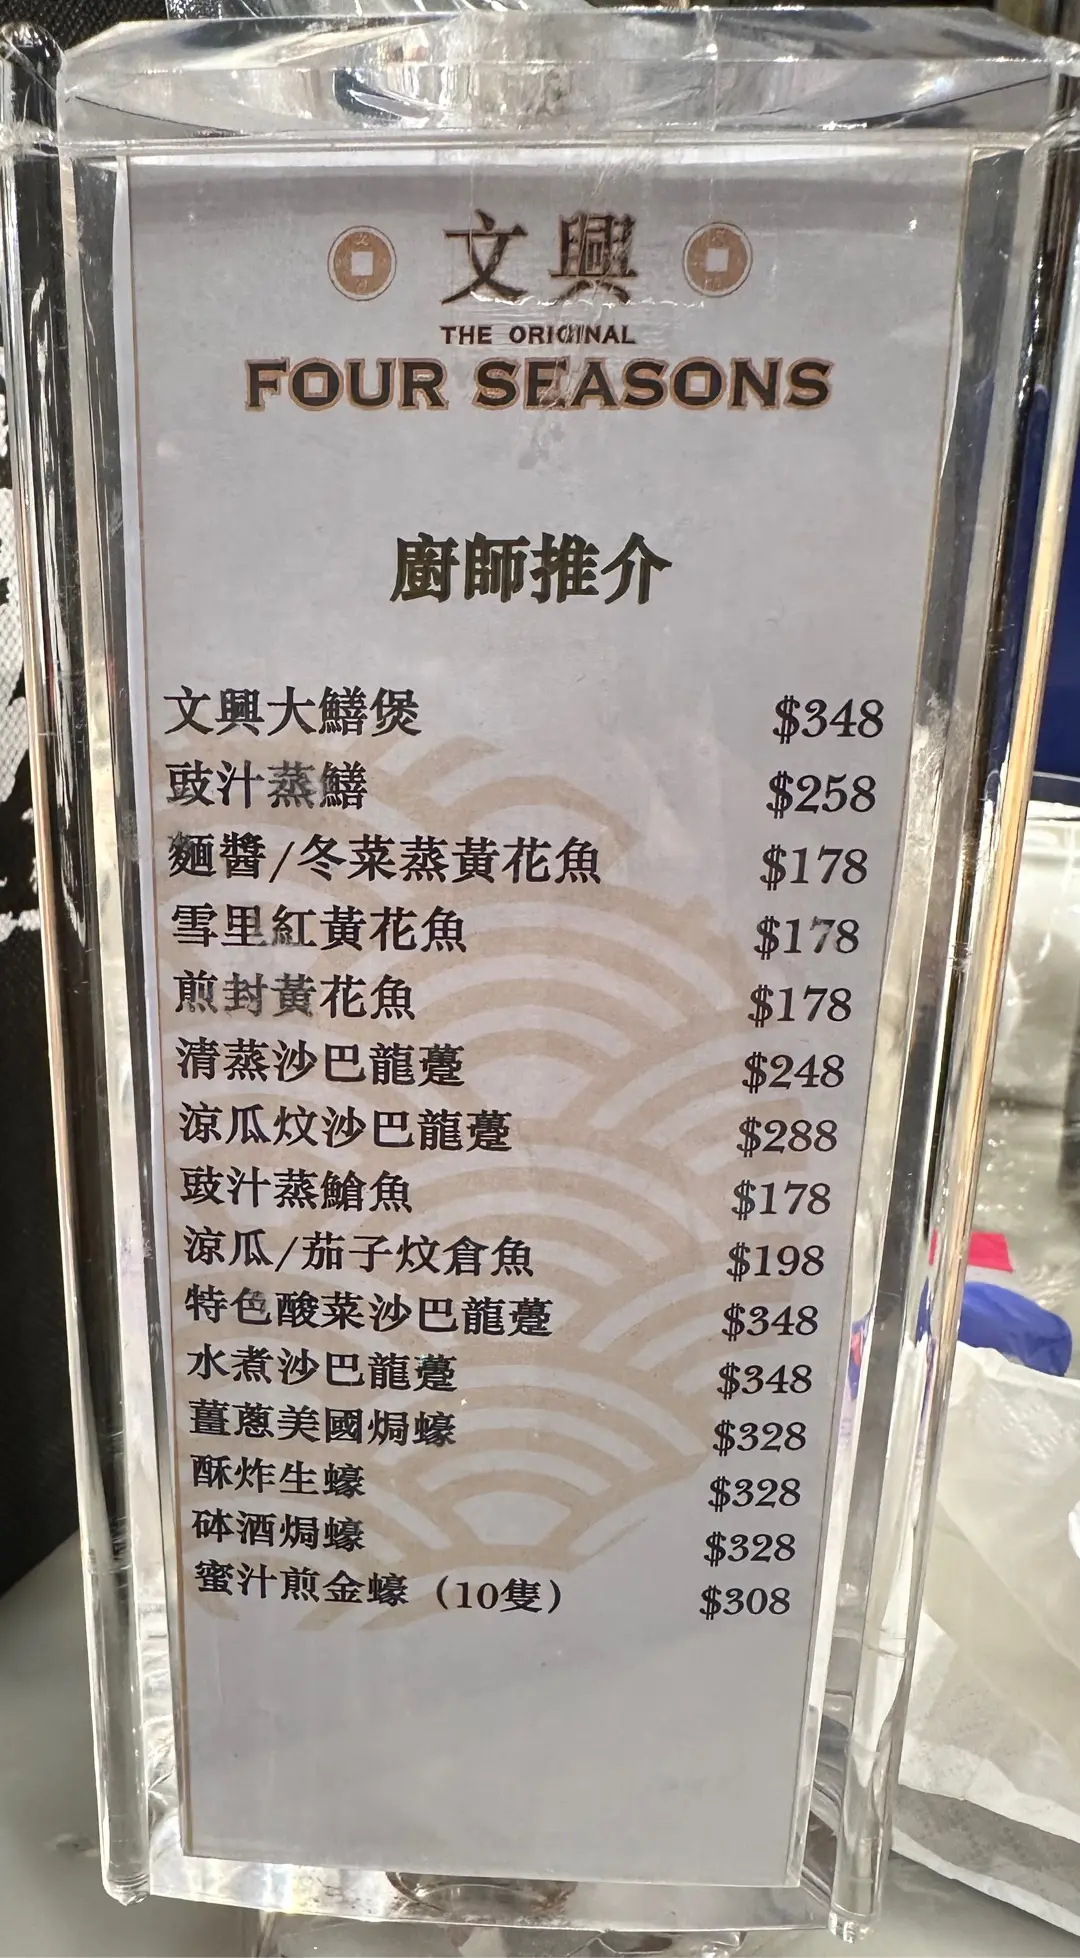 文興
THE ORIGINAL
FOUR SEASONS
廚師推介
文興大鱔煲 $348
豉汁蒸鱔 $258
麵醬/冬菜蒸黃花魚 $178
雪里紅黃花魚 $178
煎封黃花魚 $178
清蒸沙巴龍躉 $248
涼瓜炆沙巴龍躉 $288
豉汁蒸鮕魚 $178
涼瓜/茄子炆倉魚 $198
特色酸菜沙巴龍躉 $348
水煮沙巴龍躉 $348
薑蔥美國焗蠔 $328
酥炸生蠔 $328
砵酒焗蠔 $328
蜜汁煎金蠔（10隻） $308